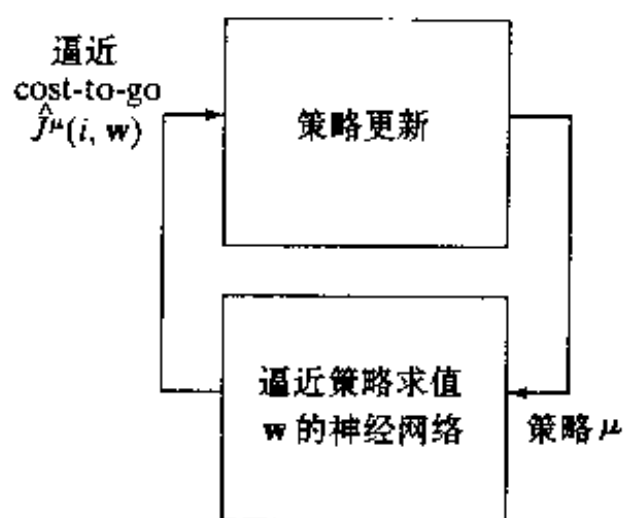 逼近
cost-to-go
Ĵ^μ(i, w)
策略更新
逼近策略求值
w 的神经网络
策略 μ